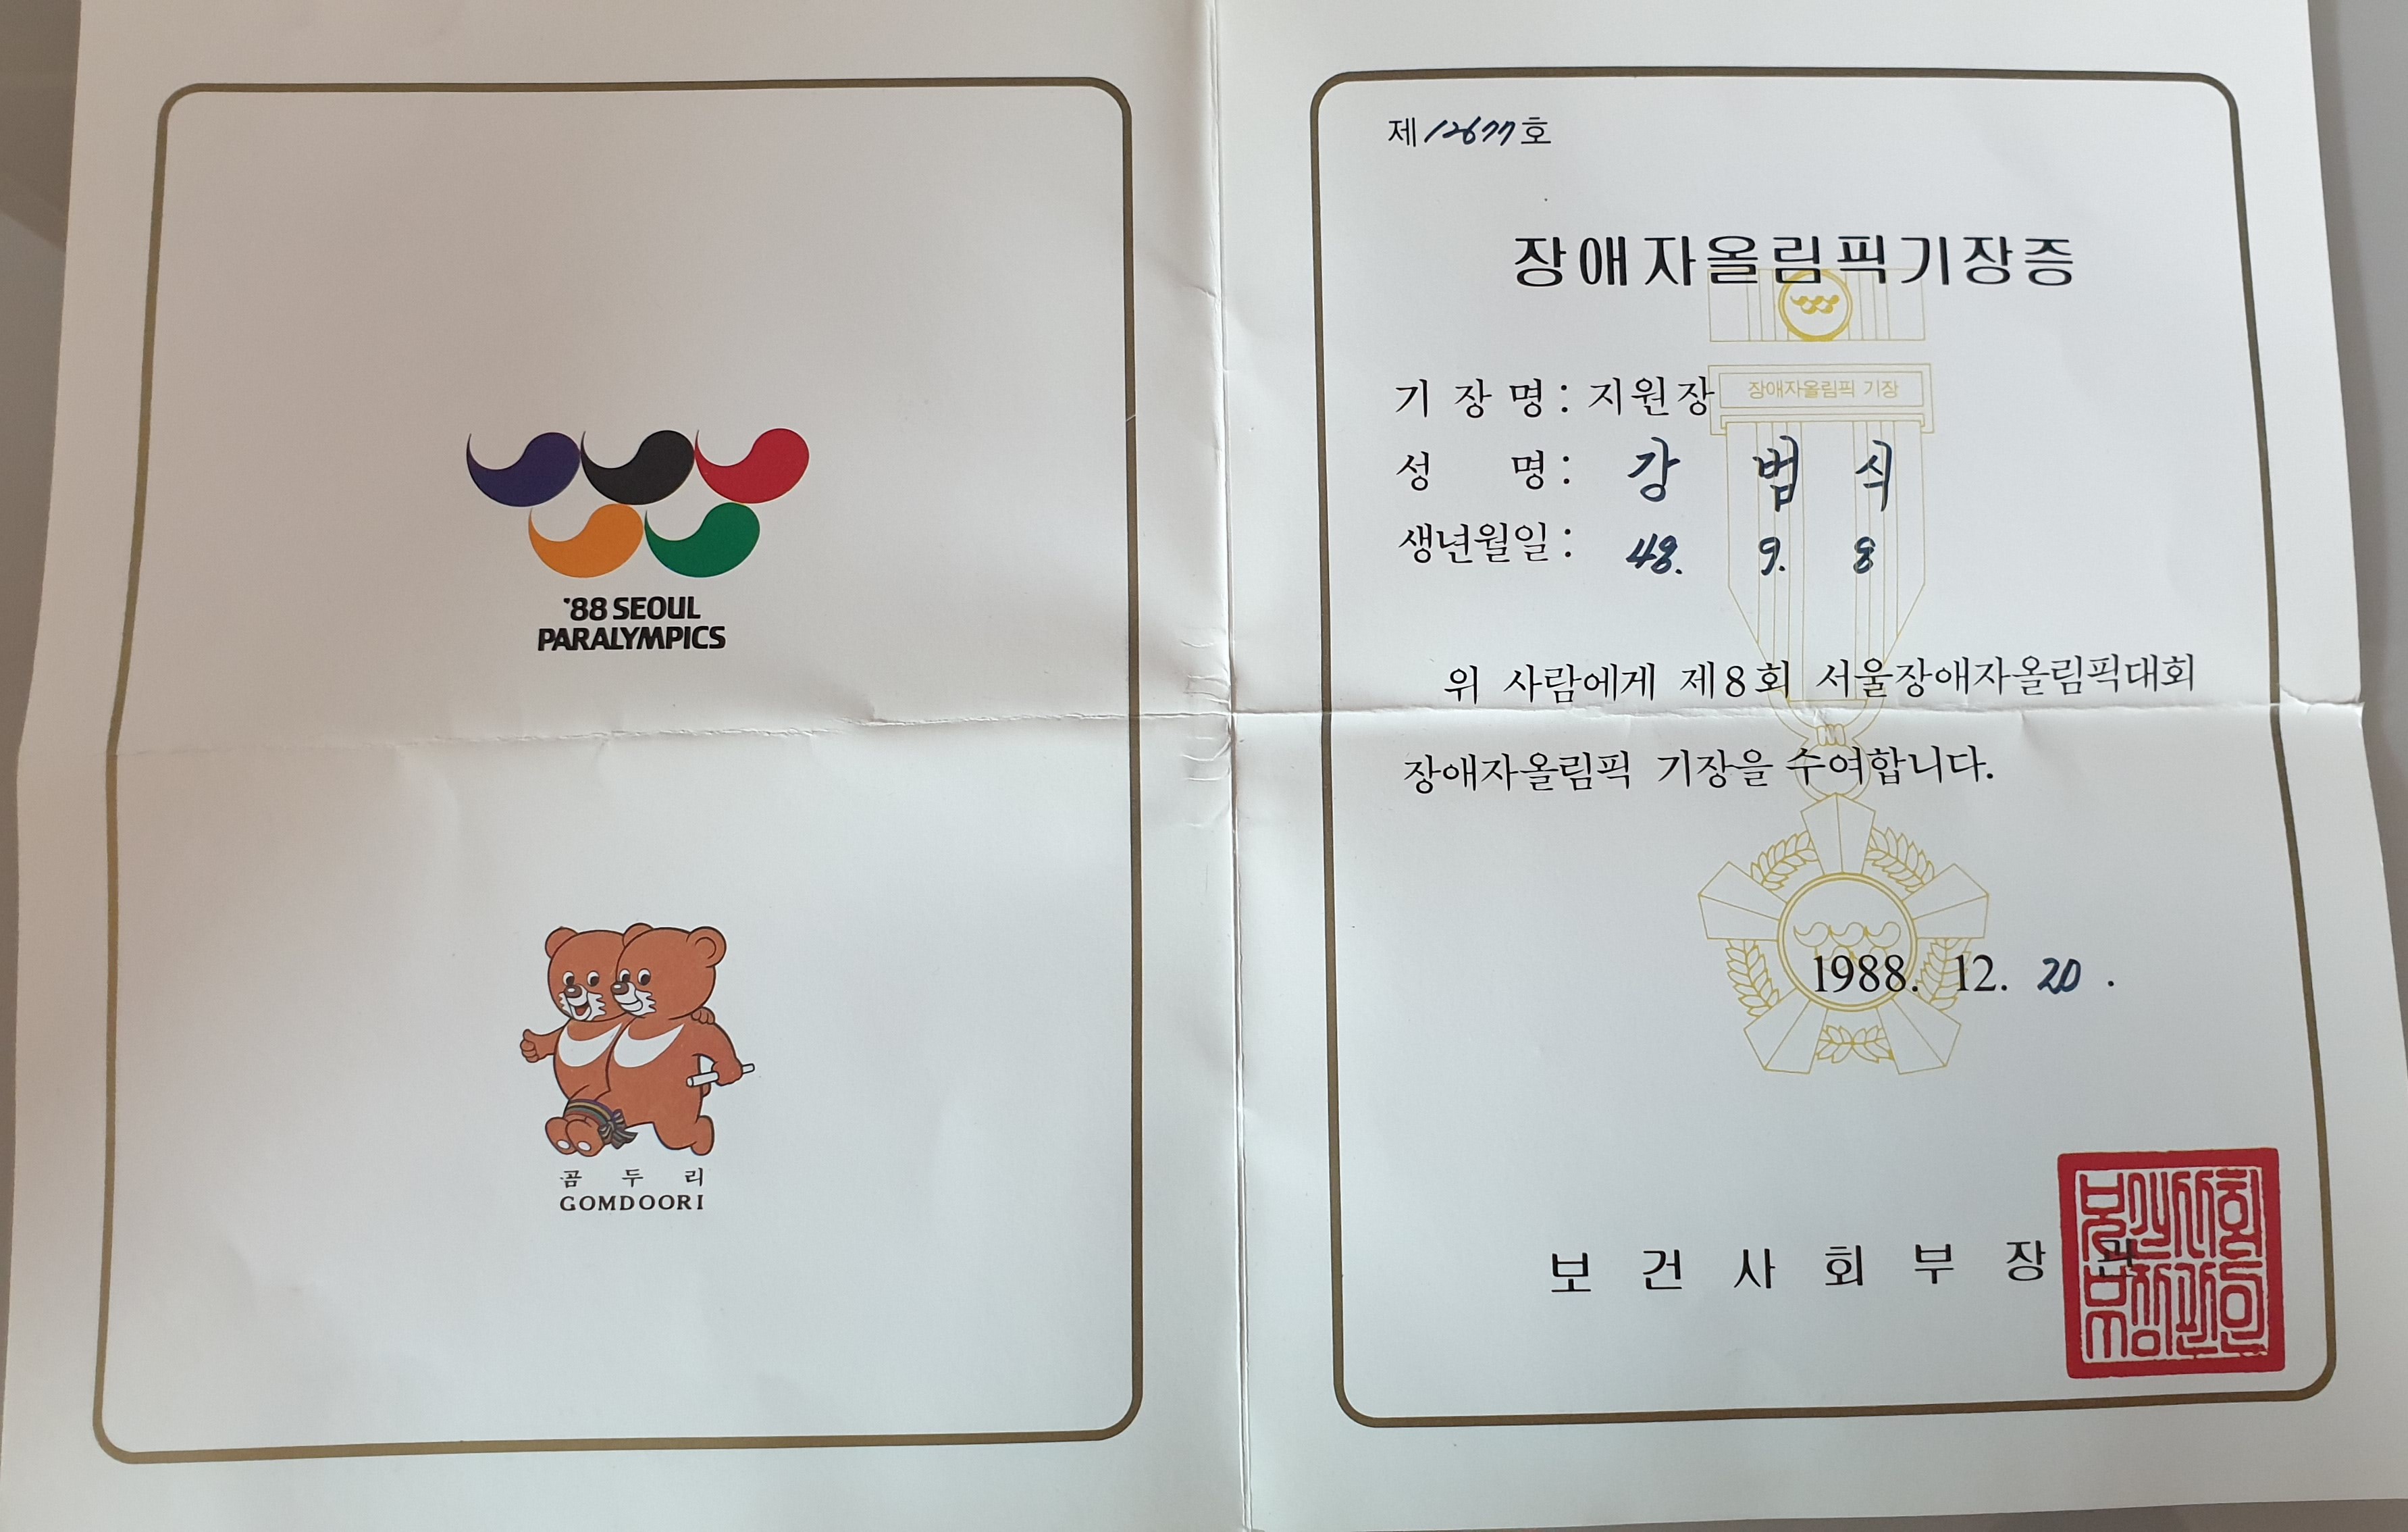 '88 SEOUL
PARALYMPICS
곰 두 리
GOMDOORI
제12677호
장애자올림픽기장증
기 장 명 : 지원장
장애자올림픽 기장
성 명 : 강 범 식
생년월일 : 48. 9. 8
위 사람에게 제8회 서울장애자올림픽대회
장애자올림픽 기장을 수여합니다.
1988. 12. 20 .
보 건 사 회 부 장 관